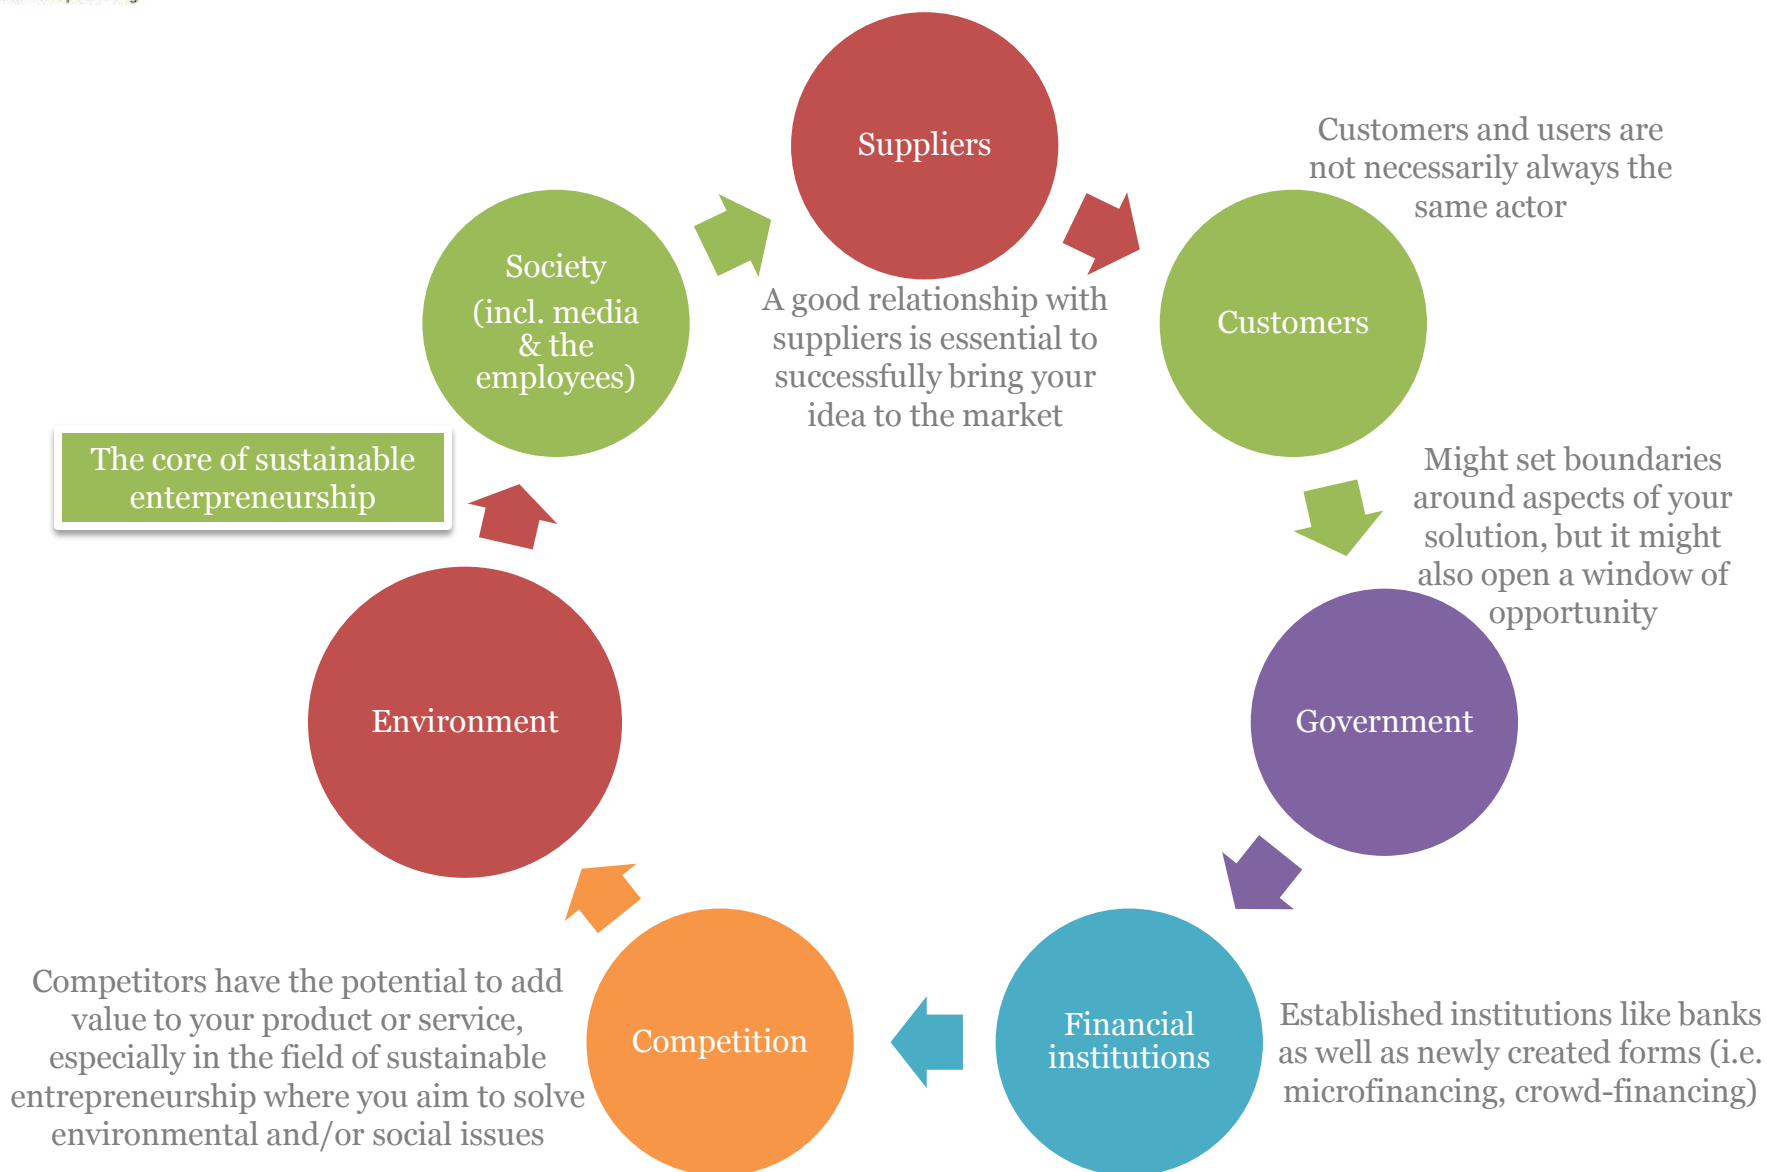 Suppliers
Customers and users are
not necessarily always the
same actor
Society
(incl. media
& the
employees)
A good relationship with
suppliers is essential to
successfully bring your
idea to the market
Customers
The core of sustainable
enterpreneurship
Might set boundaries
around aspects of your
solution, but it might
also open a window of
opportunity
Environment
Government
Competitors have the potential to add
value to your product or service,
especially in the field of sustainable
entrepreneurship where you aim to solve
environmental and/or social issues
Competition
Financial
institutions
Established institutions like banks
as well as newly created forms (i.e.
microfinancing, crowd-financing)